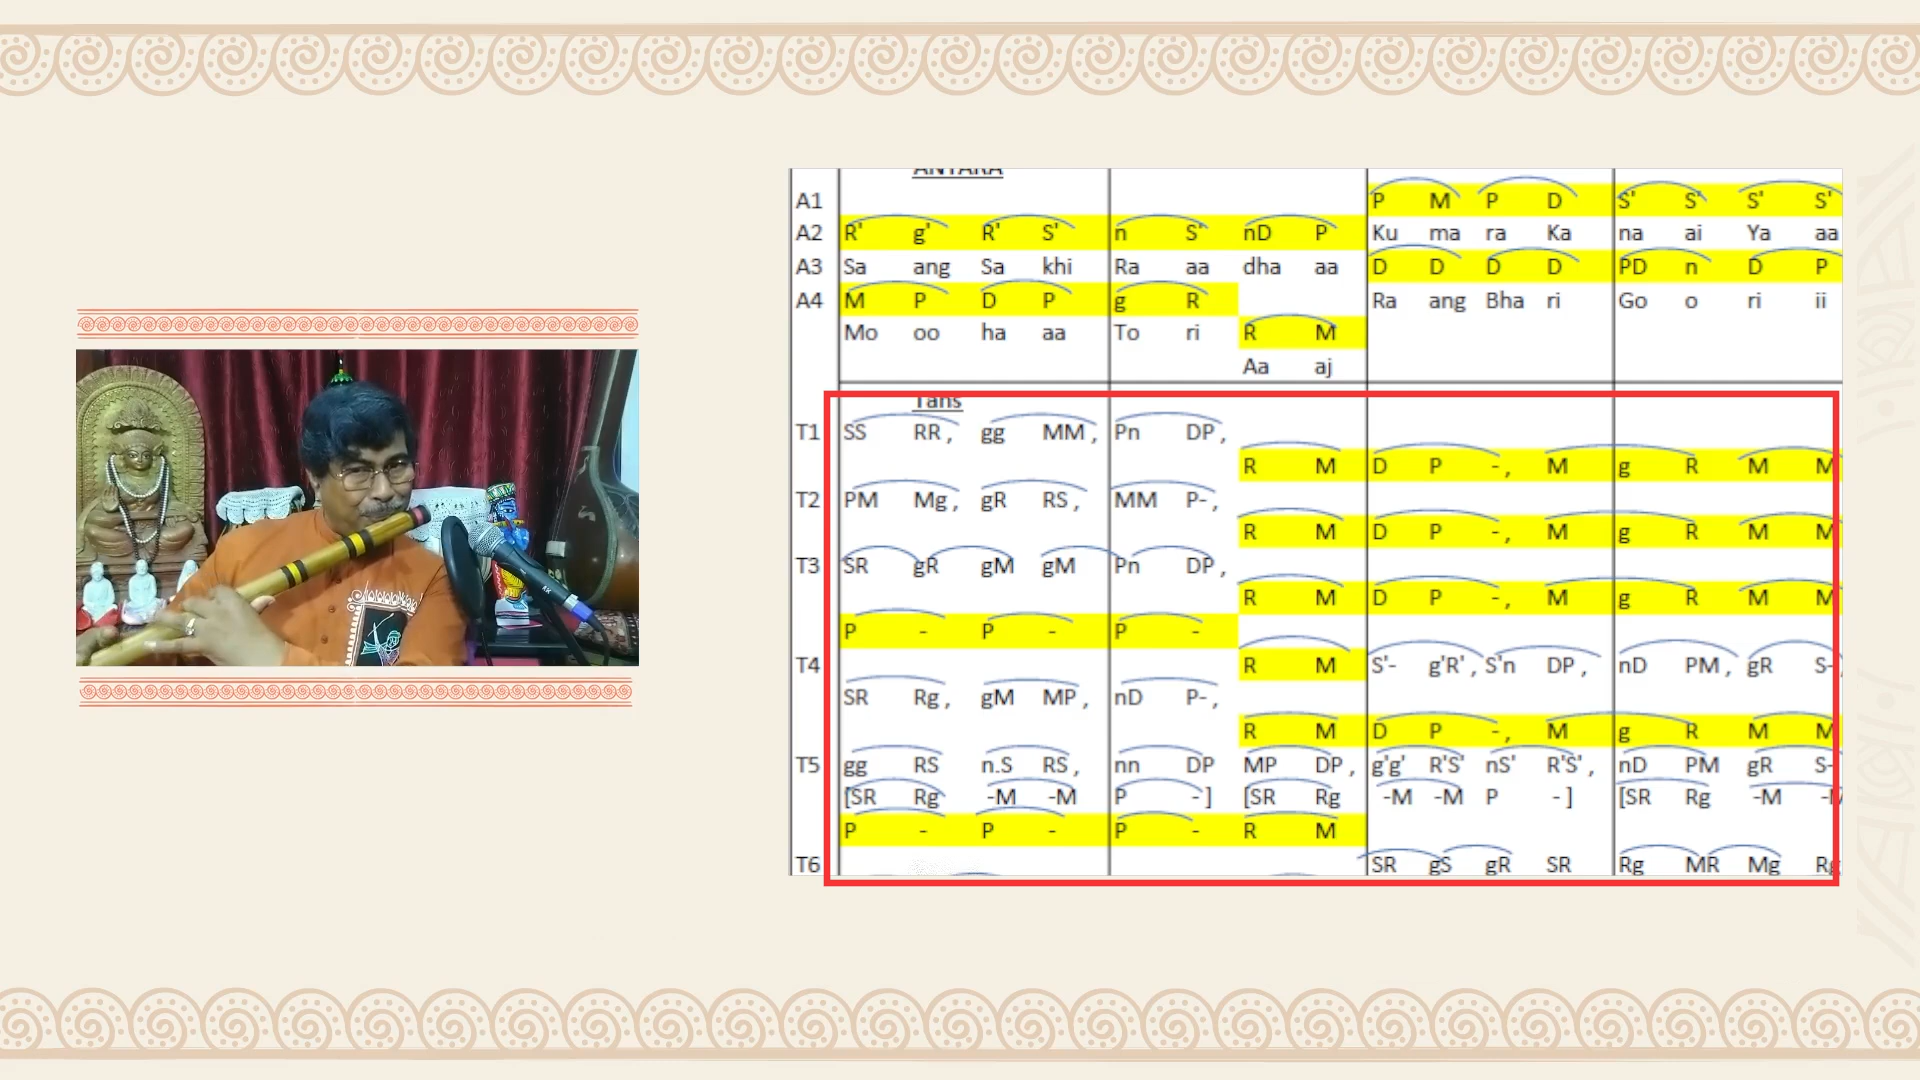 ANTARA
A1 P M P D S' S' S' S'
A2 R' g' R' S' n S' nD P Ku ma ra Ka na ai Ya aa
A3 Sa ang Sa khi Ra aa dha aa D D D D PD n D P
A4 M P D P g R Ra ang Bha ri Go o ri ii
Mo oo ha aa To ri R M
Aa aj
Tans
T1 SS RR , gg MM , Pn DP ,
R M D P - , M g R M M
T2 PM Mg , gR RS , MM P- ,
R M D P - , M g R M M
T3 SR gR gM gM Pn DP ,
R M D P - , M g R M M
P - P - P -
T4 R M S'- g'R' , S'n DP , nD PM , gR S-
SR Rg , gM MP , nD P- ,
R M D P - , M g R M M
T5 gg RS n.S RS , nn DP MP DP , g'g' R'S' nS' R'S' , nD PM gR S-
[SR Rg -M -M P - ] [SR Rg -M -M P - ] [SR Rg -M
P - P - P - R M
T6 SR gS gR SR Rg MR Mg Rg